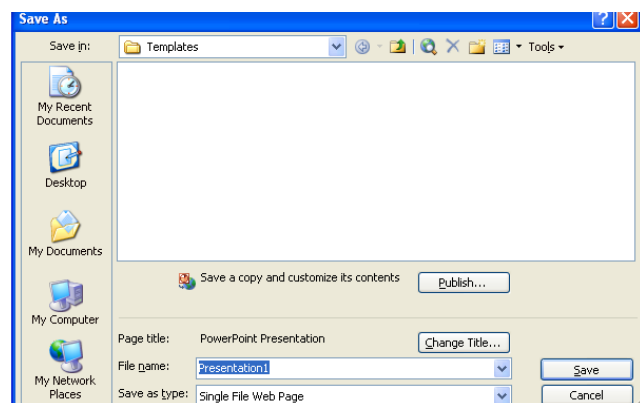 Save As
Save in:
Templates
Tools
My Recent
Documents
Desktop
My Documents
My Computer
My Network
Places
Save a copy and customize its contents
Publish...
Page title:
PowerPoint Presentation
Change Title...
File name:
Presentation1
Save
Save as type:
Single File Web Page
Cancel